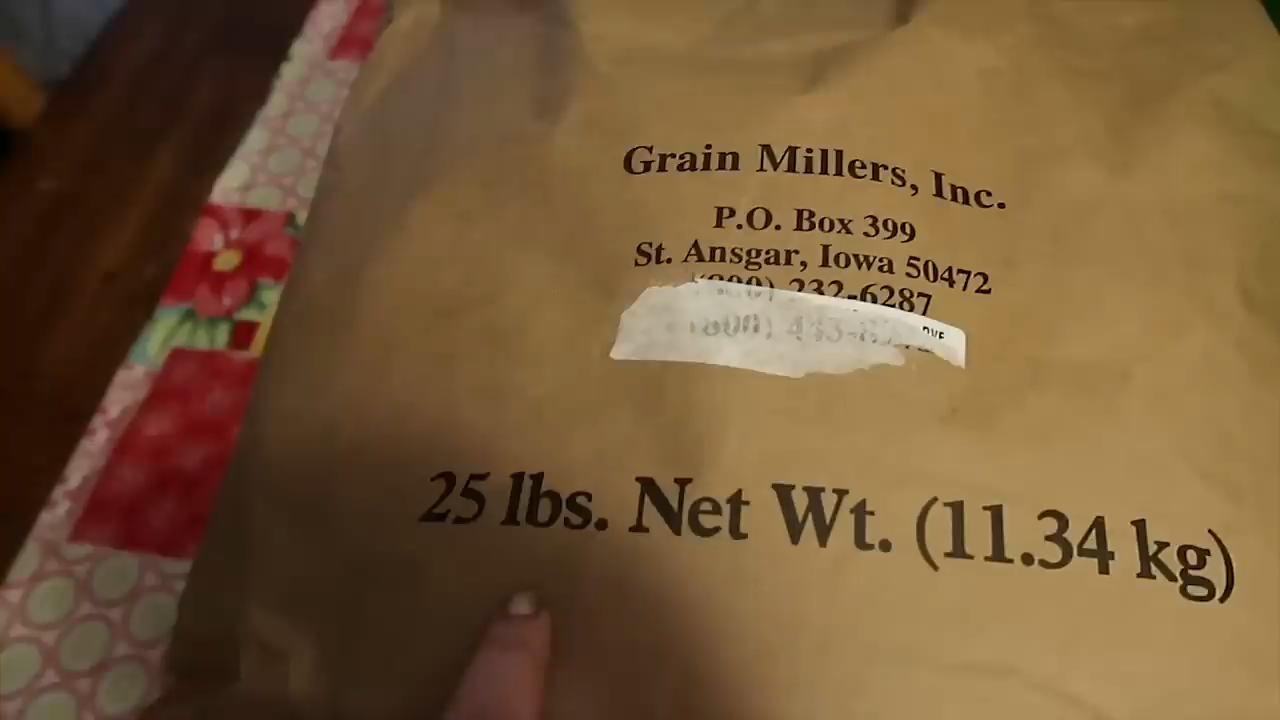 Grain Millers, Inc.
P.O. Box 399
St. Ansgar, Iowa 50472
232-6287
25 lbs. Net Wt. (11.34 kg)